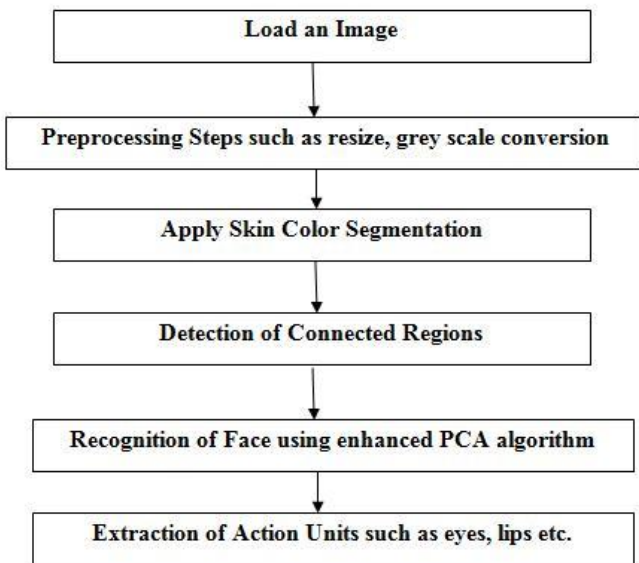 Load an Image
Preprocessing Steps such as resize, grey scale conversion
Apply Skin Color Segmentation
Detection of Connected Regions
Recognition of Face using enhanced PCA algorithm
Extraction of Action Units such as eyes, lips etc.